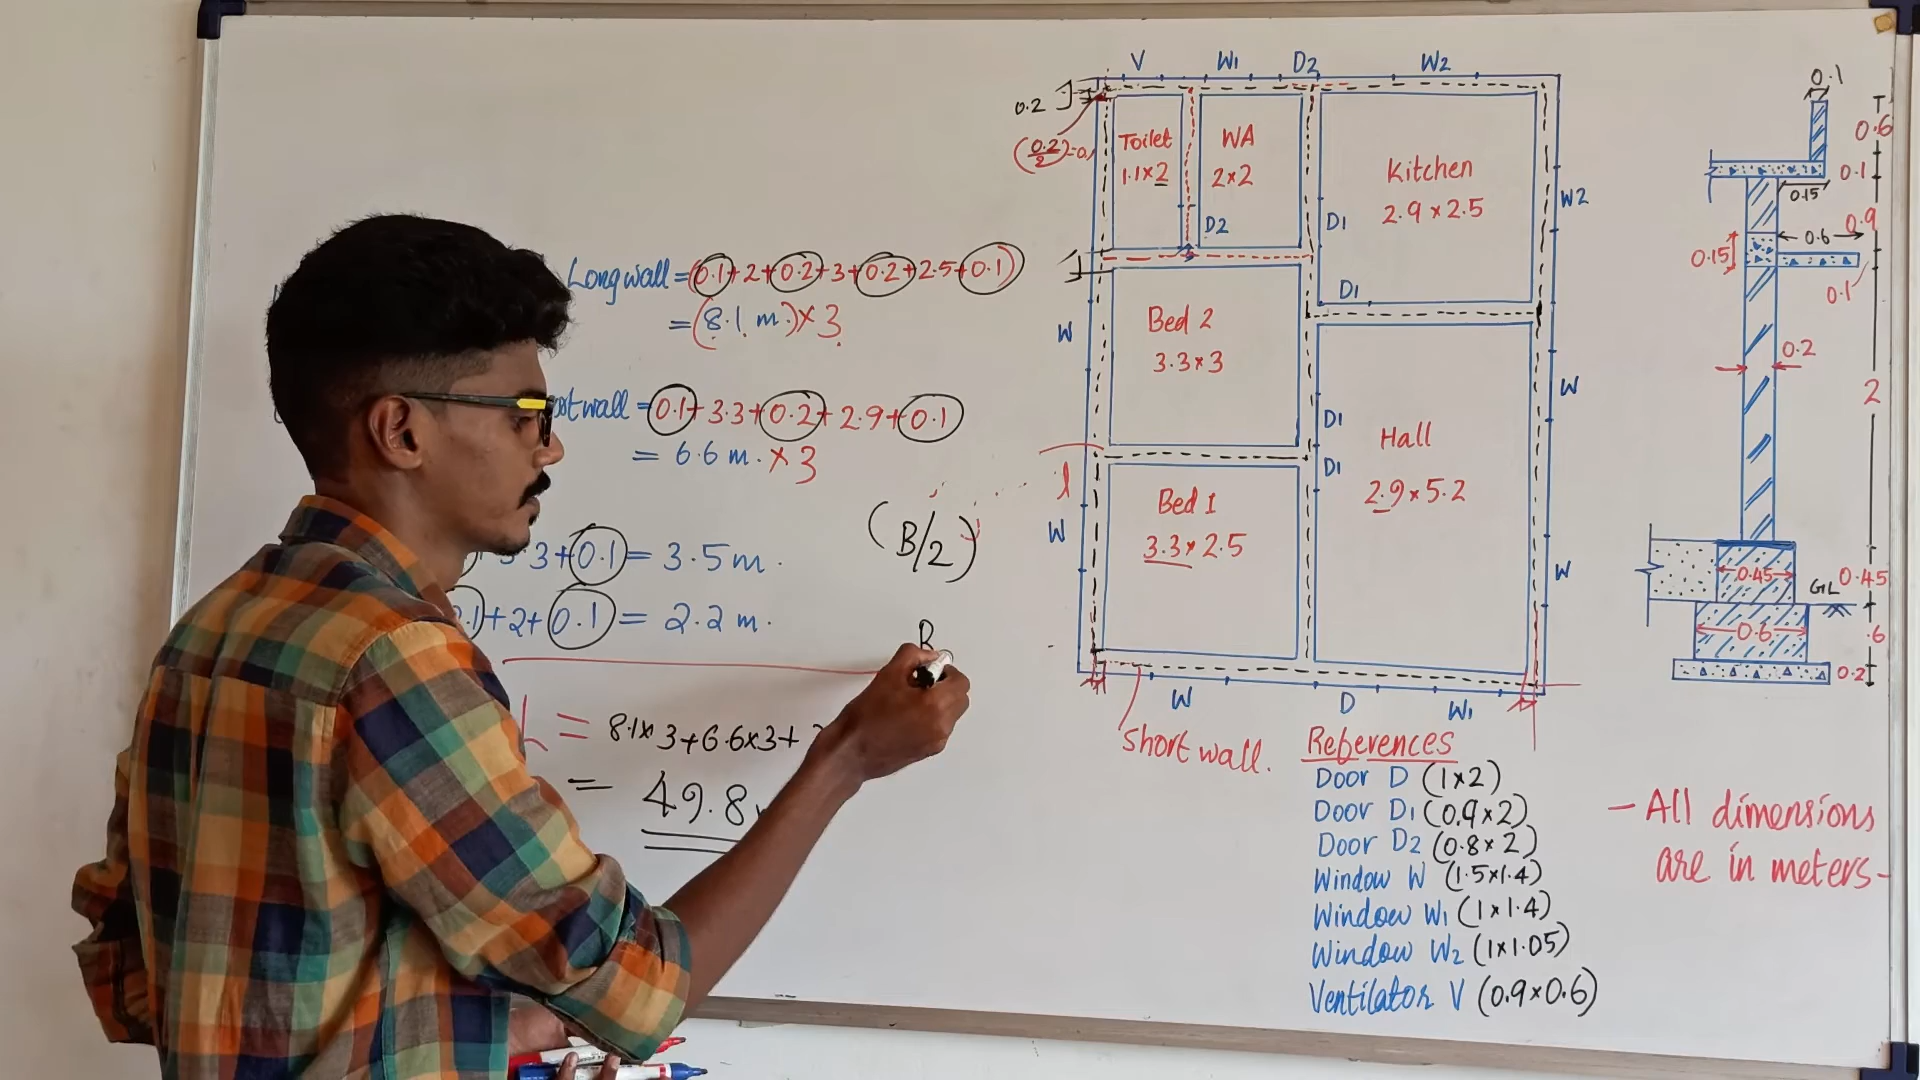 Long wall = (0.1 + 2 + 0.2 + 3 + 0.2 + 2.5 + 0.1)
= (8.1 m.) × 3
wall = 0.1 + 3.3 + 0.2 + 2.9 + 0.1
= 6.6 m. × 3
3 + 0.1 = 3.5 m.
+ 2 + 0.1 = 2.2 m.
(B/2)
B
L = 8.1×3 + 6.6×3 +
= 49.8
V W1 D2 W2
0.2
(0.2/2) = 0.
Toilet
1.1 × 2
WA
2×2
Kitchen
2.9 × 2.5
D2
D1
W2
D1
Bed 2
3.3 × 3
W
D1
W
Hall
2.9 × 5.2
D1
l
Bed 1
3.3 × 2.5
W
W
W D W1
short wall.
0.1
T
0.6
0.1
0.15
0.9
0.6
0.15
0.1
0.2
2
0.45
GL
0.45
0.6
.6
0.2
References
Door D (1×2)
Door D1 (0.9×2)
Door D2 (0.8×2)
Window W (1.5×1.4)
Window W1 (1×1.4)
Window W2 (1×1.05)
Ventilator V (0.9×0.6)
- All dimensions
are in meters-